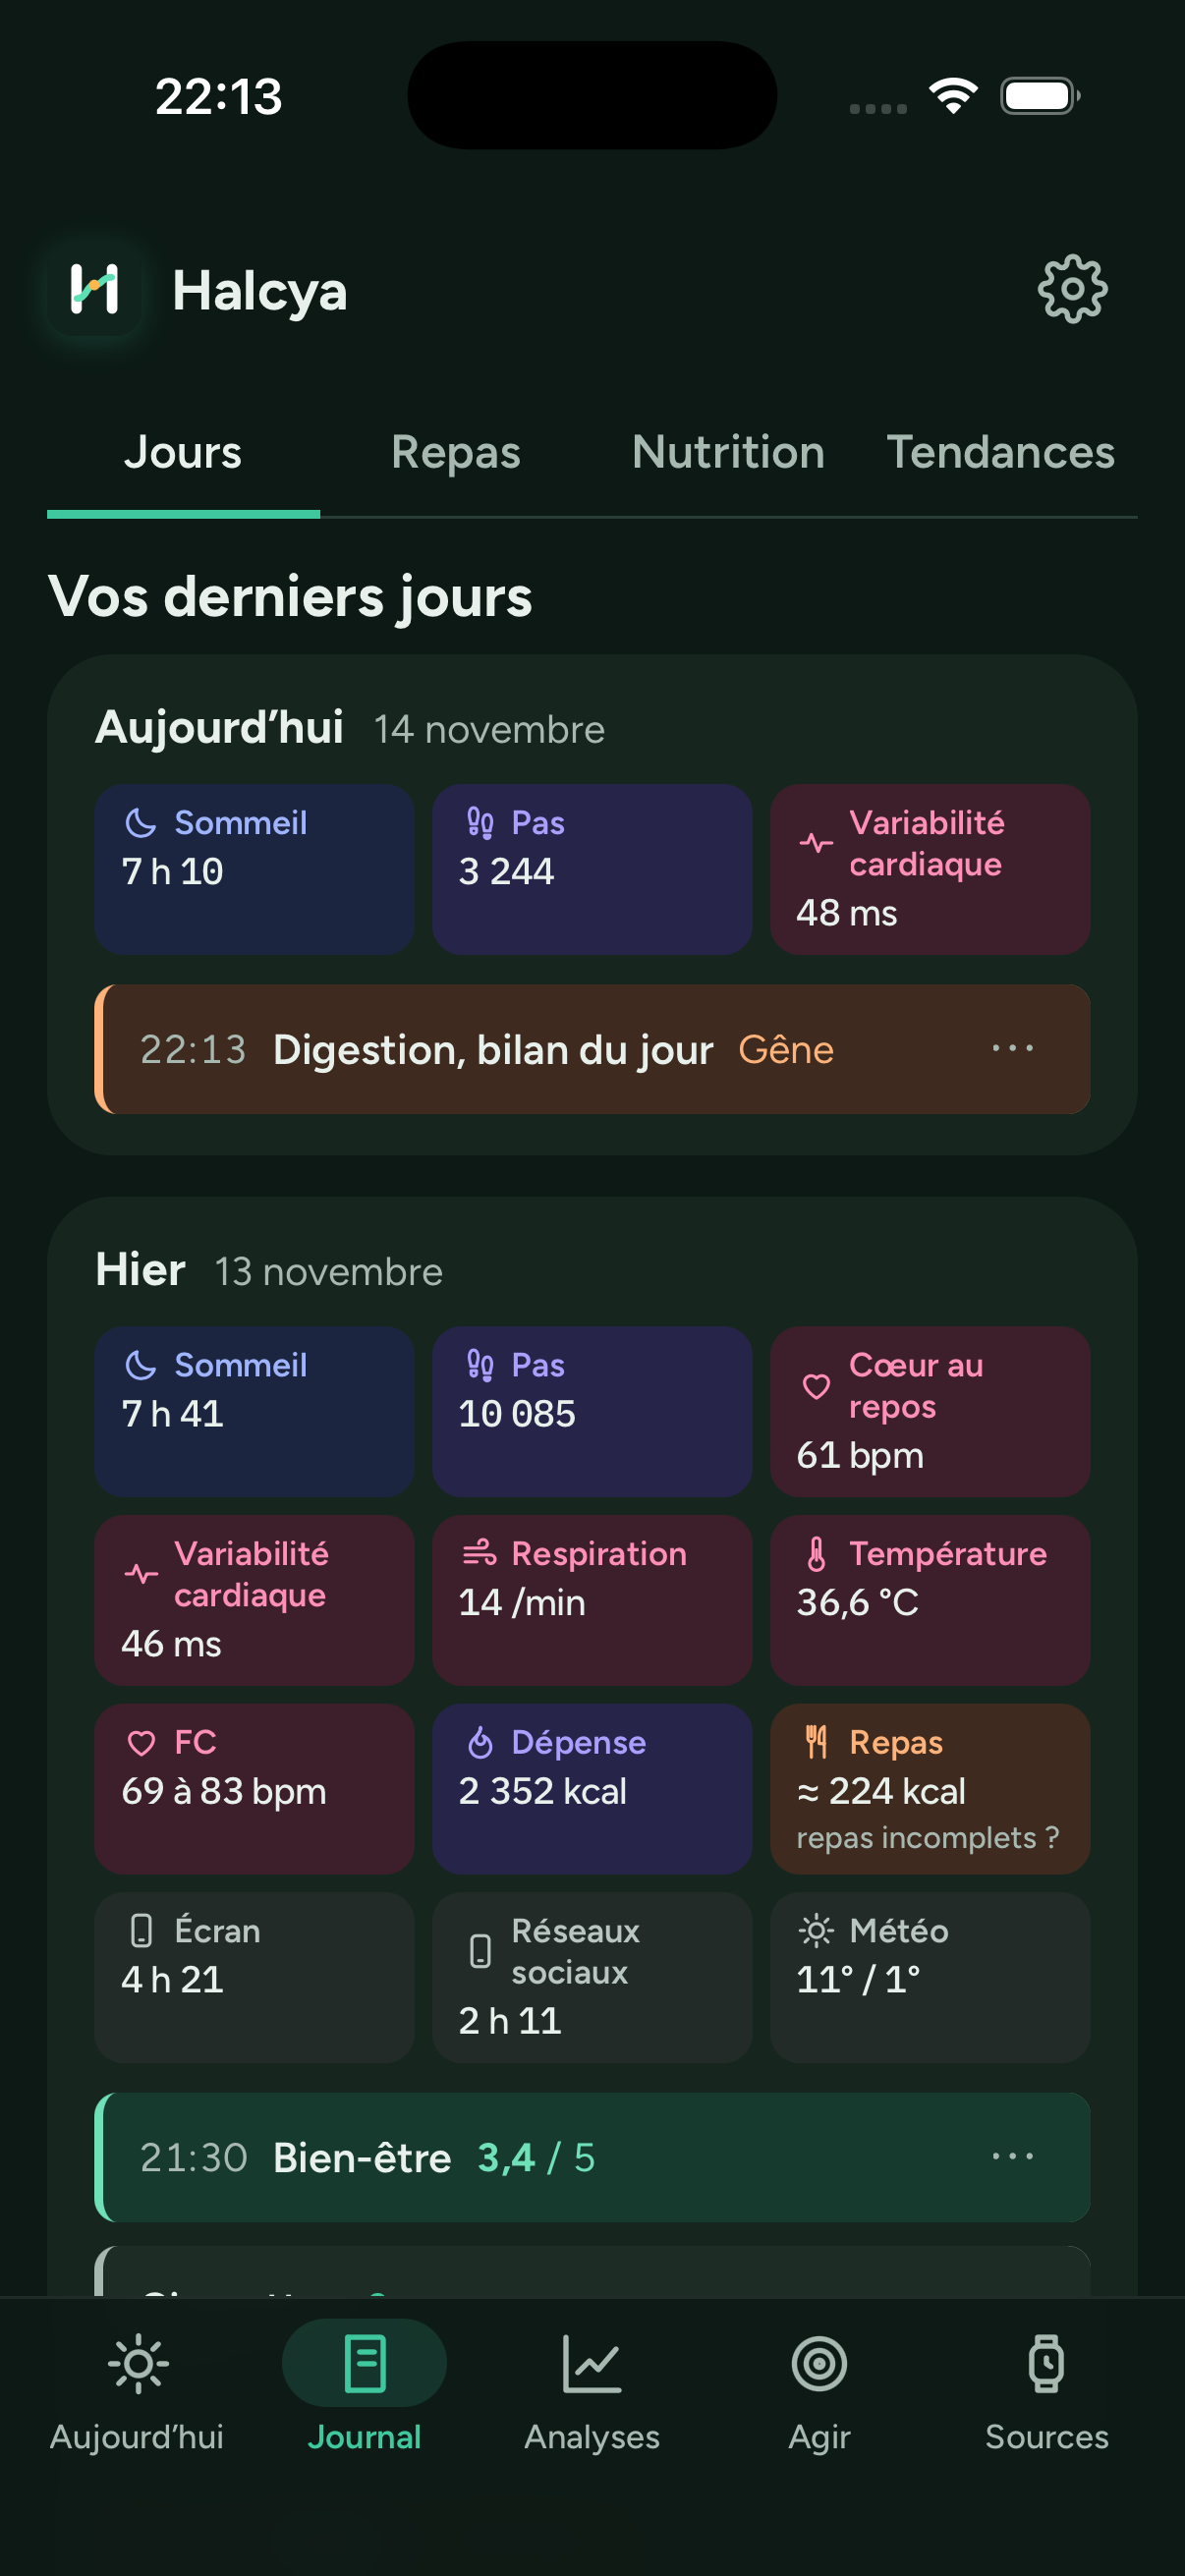 22:13
Halcya
Jours Repas Nutrition Tendances
Vos derniers jours
Aujourd’hui 14 novembre
Sommeil
7 h 10
Pas
3 244
Variabilité
cardiaque
48 ms
22:13 Digestion, bilan du jour Gêne
Hier 13 novembre
Sommeil
7 h 41
Pas
10 085
Cœur au
repos
61 bpm
Variabilité
cardiaque
46 ms
Respiration
14 /min
Température
36,6 °C
FC
69 à 83 bpm
Dépense
2 352 kcal
Repas
≈ 224 kcal
repas incomplets ?
Écran
4 h 21
Réseaux
sociaux
2 h 11
Météo
11° / 1°
21:30 Bien-être 3,4 / 5
Aujourd’hui Journal Analyses Agir Sources